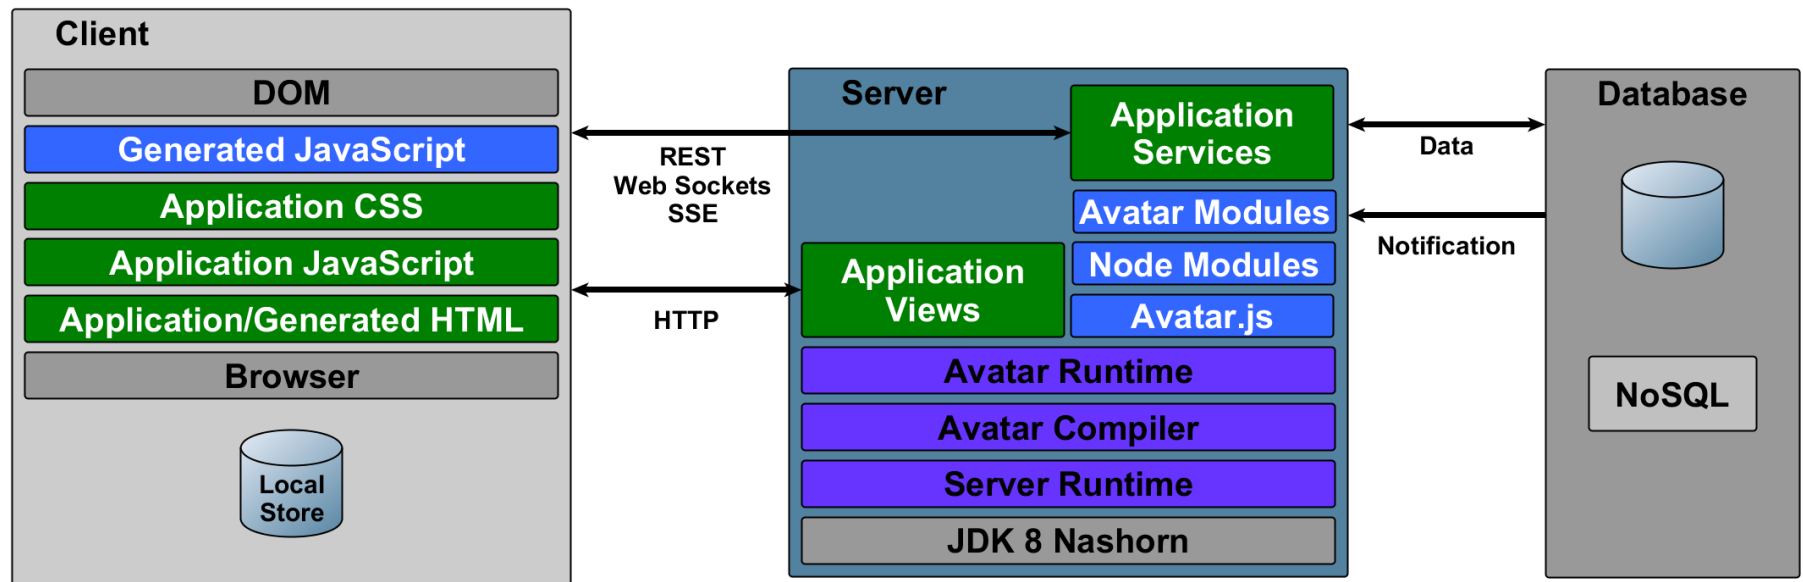 Client
DOM
Generated JavaScript
Application CSS
Application JavaScript
Application/Generated HTML
Browser
Local
Store
REST
Web Sockets
SSE
HTTP
Server
Application
Services
Avatar Modules
Node Modules
Avatar.js
Application
Views
Avatar Runtime
Avatar Compiler
Server Runtime
JDK 8 Nashorn
Data
Notification
Database
NoSQL